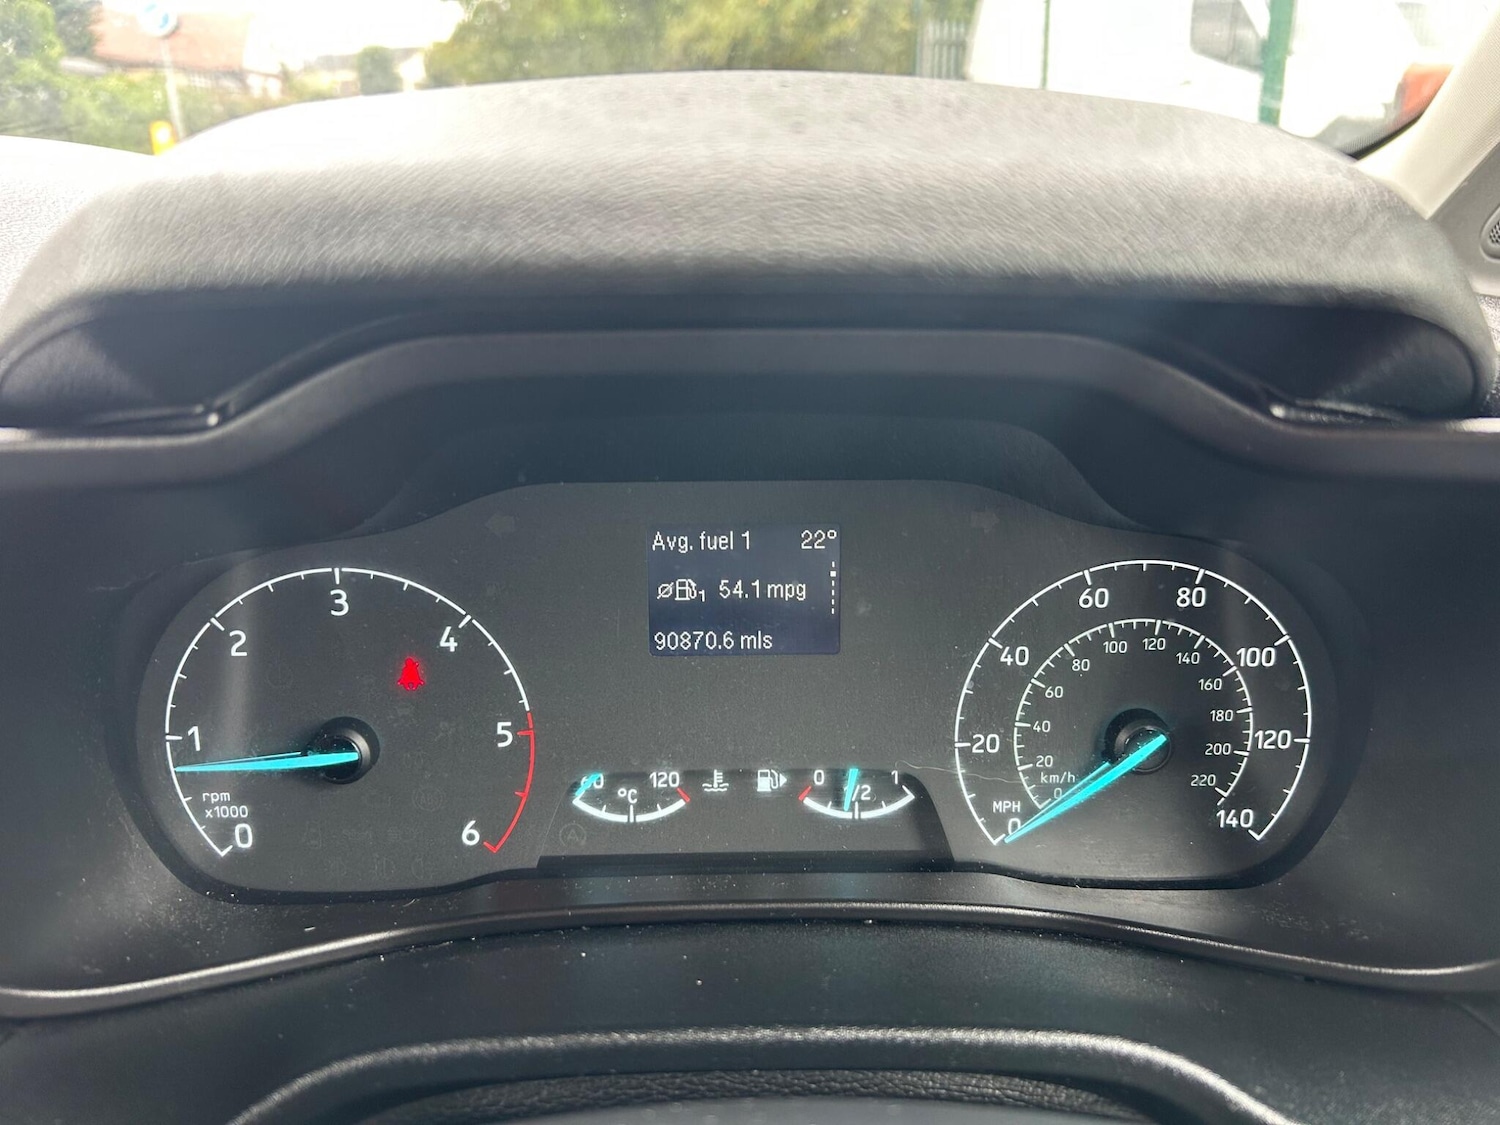 Avg. fuel 1 22°
1 54.1 mpg
90870.6 mls
0 1 2 3 4 5 6
rpm
x1000
60 120
°C
0 1/2 1
0 20 40 60 80 100 120 140
MPH
0 20 40 60 80 100 120 140 160 180 200 220
km/h